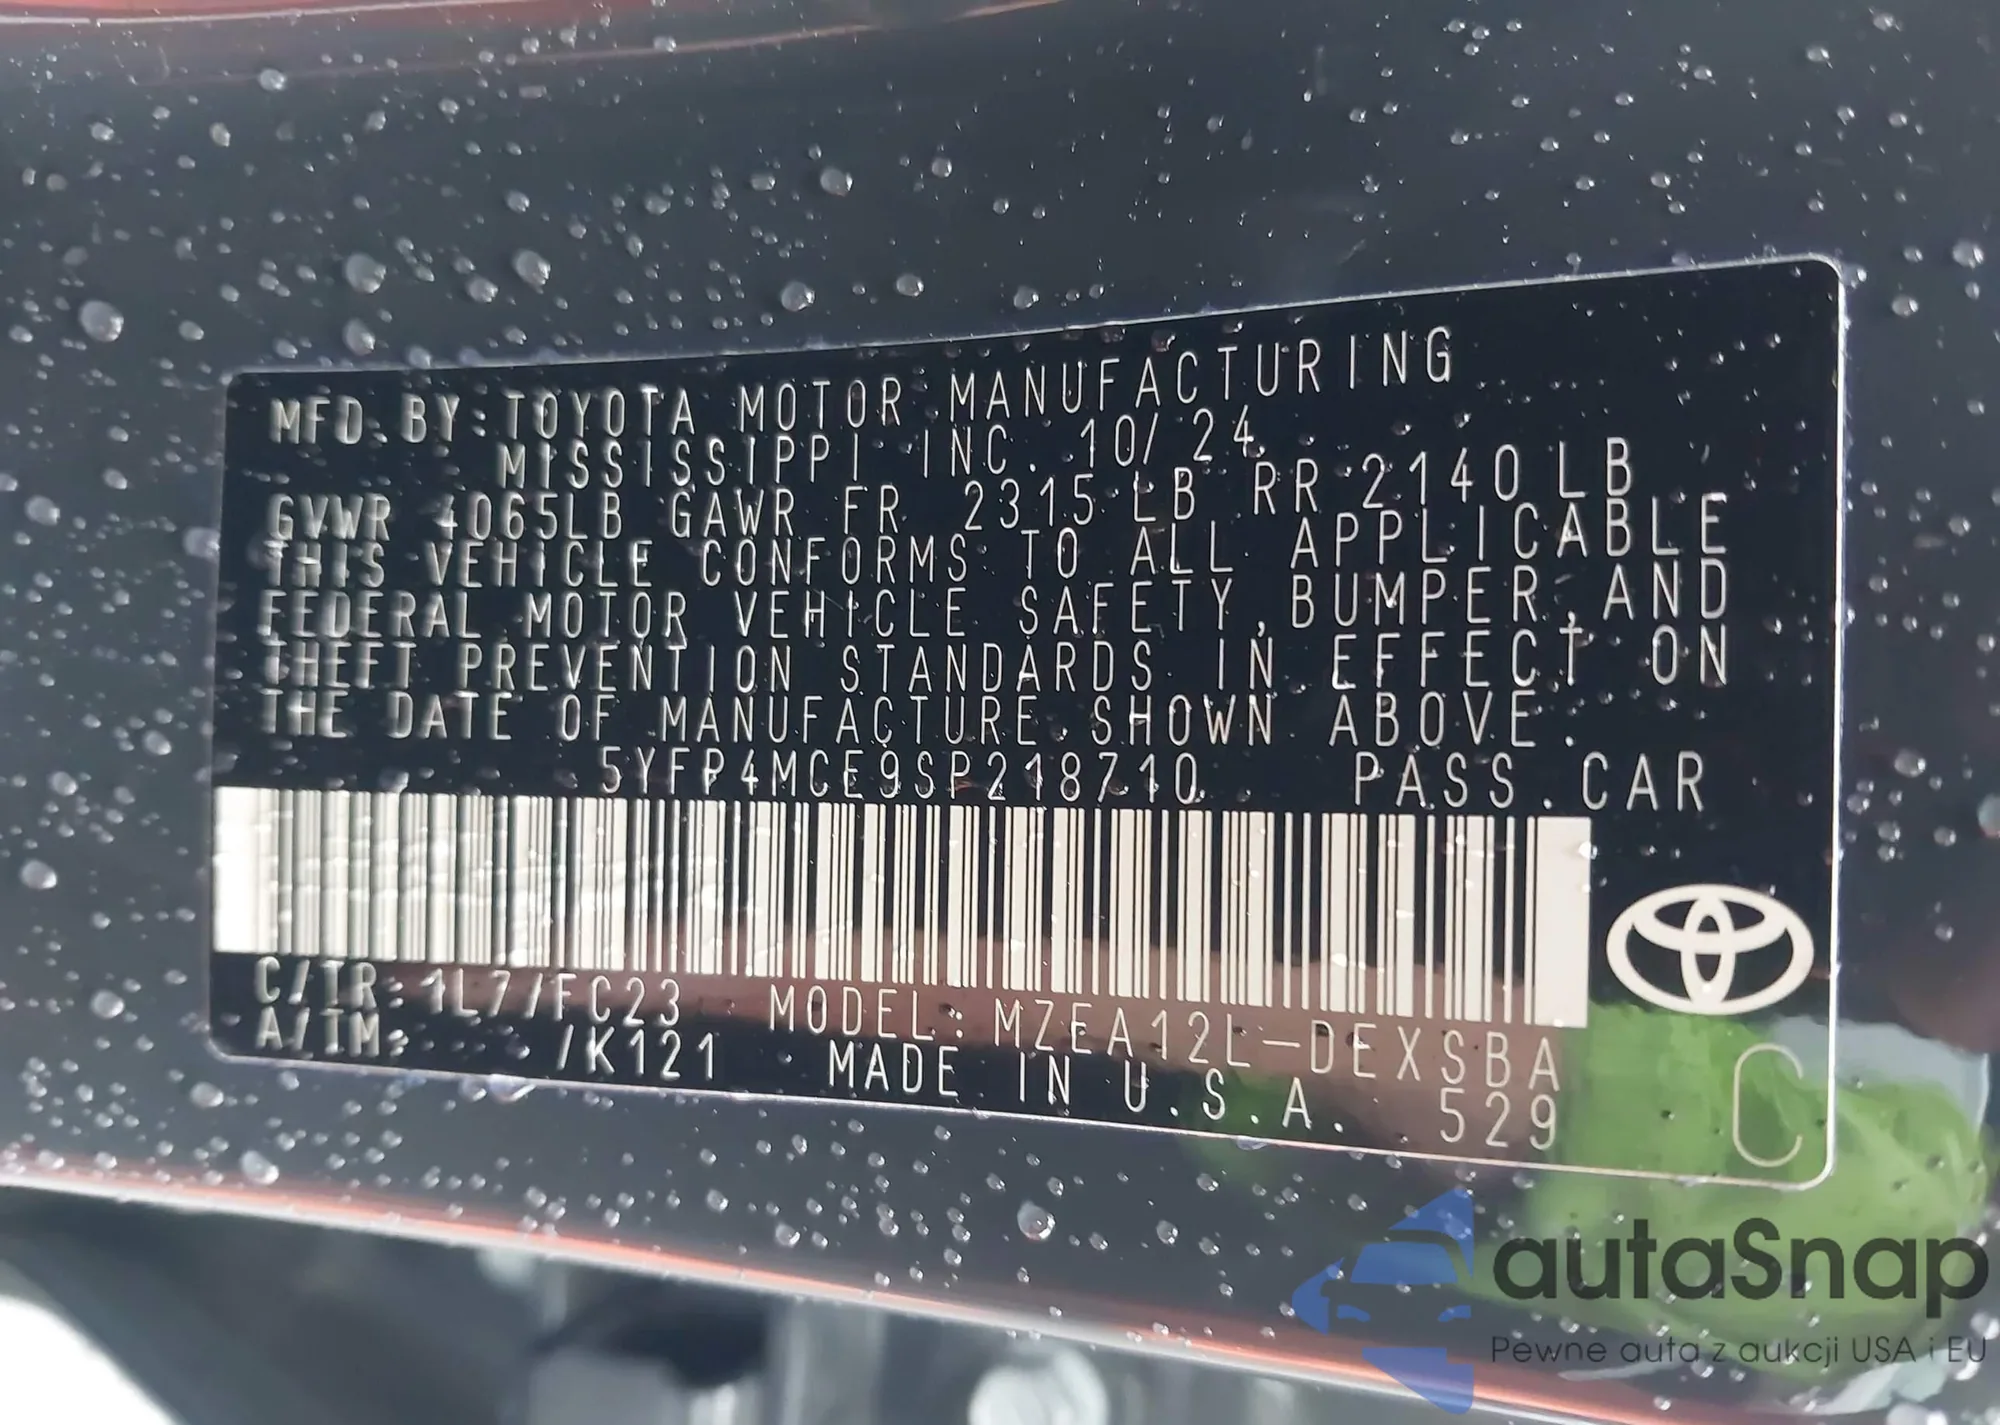 MFD. BY: TOYOTA MOTOR MANUFACTURING
MISSISSIPPI INC. 10/24
GVWR 4065LB GAWR FR 2315 LB RR 2140 LB
THIS VEHICLE CONFORMS TO ALL APPLICABLE
FEDERAL MOTOR VEHICLE SAFETY, BUMPER, AND
THEFT PREVENTION STANDARDS IN EFFECT ON
THE DATE OF MANUFACTURE SHOWN ABOVE.
5YFP4MCE9SP218710 PASS. CAR
C/TR: 1L7/FC23 MODEL: MZEA12L-DEXSBA
A/TM: /K121 MADE IN U.S.A. 529
C
autaSnap
Pewne auta z aukcji USA i EU